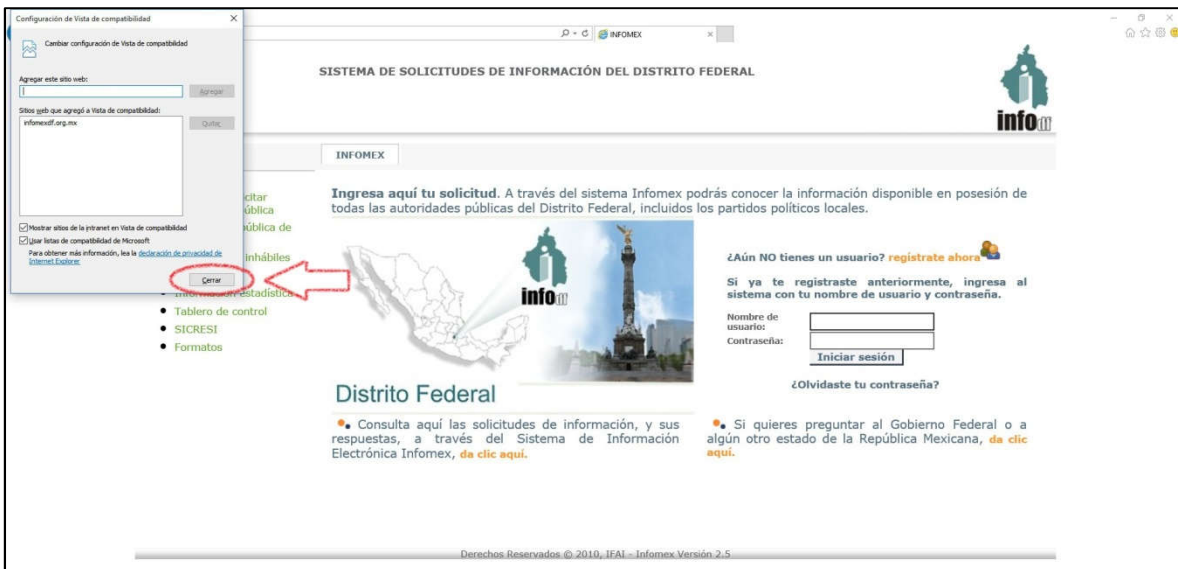 Configuración de Vista de compatibilidad
Cambiar configuración de Vista de compatibilidad
Agregar este sitio web:
Agregar
Sitios web que agregó a Vista de compatibilidad:
infomexdf.org.mx
Quitar
Mostrar sitios de la intranet en Vista de compatibilidad
Usar listas de compatibilidad de Microsoft
Para obtener más información, lea la declaración de privacidad de
Internet Explorer
Cerrar
INFOMEX
SISTEMA DE SOLICITUDES DE INFORMACIÓN DEL DISTRITO FEDERAL
infodf
INFOMEX
citar
ública
ública de
inhábiles
Información estadística
Tablero de control
SICRESI
Formatos
Ingresa aquí tu solicitud. A través del sistema Infomex podrás conocer la información disponible en posesión de
todas las autoridades públicas del Distrito Federal, incluidos los partidos políticos locales.
infodf
Distrito Federal
¿Aún NO tienes un usuario? regístrate ahora
Si ya te registraste anteriormente, ingresa al
sistema con tu nombre de usuario y contraseña.
Nombre de
usuario:
Contraseña:
Iniciar sesión
¿Olvidaste tu contraseña?
Consulta aquí las solicitudes de información, y sus
respuestas, a través del Sistema de Información
Electrónica Infomex, da clic aquí.
Si quieres preguntar al Gobierno Federal o a
algún otro estado de la República Mexicana, da clic
aquí.
Derechos Reservados © 2010, IFAI - Infomex Versión 2.5